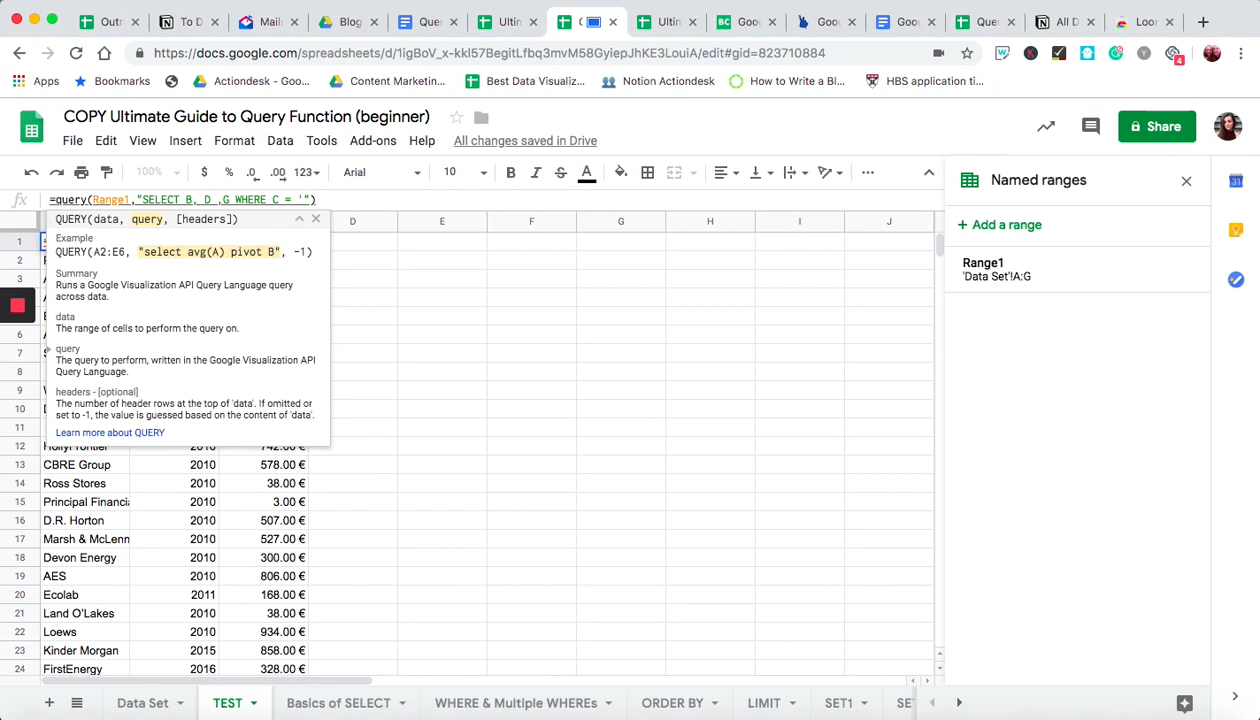 Outr
To D
Mails
Blog
Quer
Ultin
Ultin
Goo
Goo
Goo
Quer
All D
Loor
https://docs.google.com/spreadsheets/d/1igBoV_x-kkl57BegitLfbq3mvM58GyiepJhKE3LouiA/edit#gid=823710884
4
Apps
Bookmarks
Actiondesk - Goo...
Content Marketin...
Best Data Visualiz...
Notion Actiondesk
How to Write a Bl...
HBS application ti...
COPY Ultimate Guide to Query Function (beginner)
File Edit View Insert Format Data Tools Add-ons Help All changes saved in Drive
Share
100% $ % .0 .00 123 Arial 10 B I S A
Named ranges
fx =query(Range1,"SELECT B, D ,G WHERE C = '")
QUERY(data, query, [headers])
D E F G H I J
Example
QUERY(A2:E6, "select avg(A) pivot B", -1)
Summary
Runs a Google Visualization API Query Language query
across data.
data
The range of cells to perform the query on.
query
The query to perform, written in the Google Visualization API
Query Language.
headers - [optional]
The number of header rows at the top of 'data'. If omitted or
set to -1, the value is guessed based on the content of 'data'.
Learn more about QUERY
+ Add a range
Range1
'Data Set'!A:G
1
2
3
6
7
8
9
10
11
12
13 CBRE Group 2010 578.00 €
14 Ross Stores 2010 38.00 €
15 Principal Financia 2010 3.00 €
16 D.R. Horton 2010 507.00 €
17 Marsh & McLenn 2010 527.00 €
18 Devon Energy 2010 300.00 €
19 AES 2010 806.00 €
20 Ecolab 2011 168.00 €
21 Land O'Lakes 2010 38.00 €
22 Loews 2010 934.00 €
23 Kinder Morgan 2015 858.00 €
24 FirstEnergy 2016 328.00 €
Data Set TEST Basics of SELECT WHERE & Multiple WHEREs ORDER BY LIMIT SET1 SE